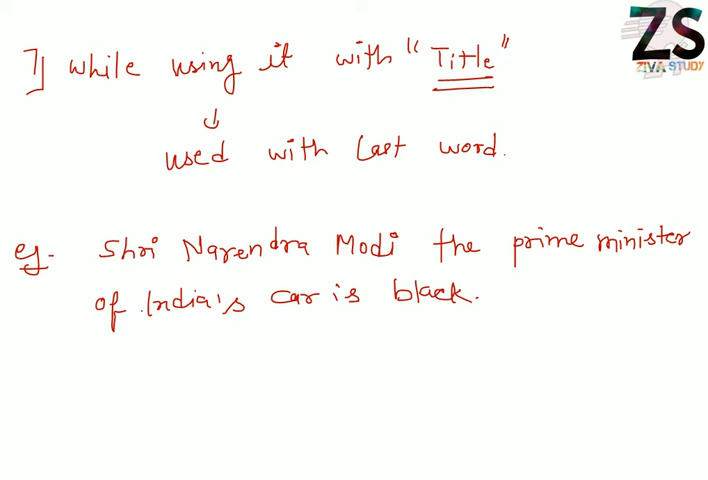 ZS
ZIVA STUDY
7] while using it with "Title"
used with last word.
eg. Shri Narendra Modi the prime minister
of India's car is black.